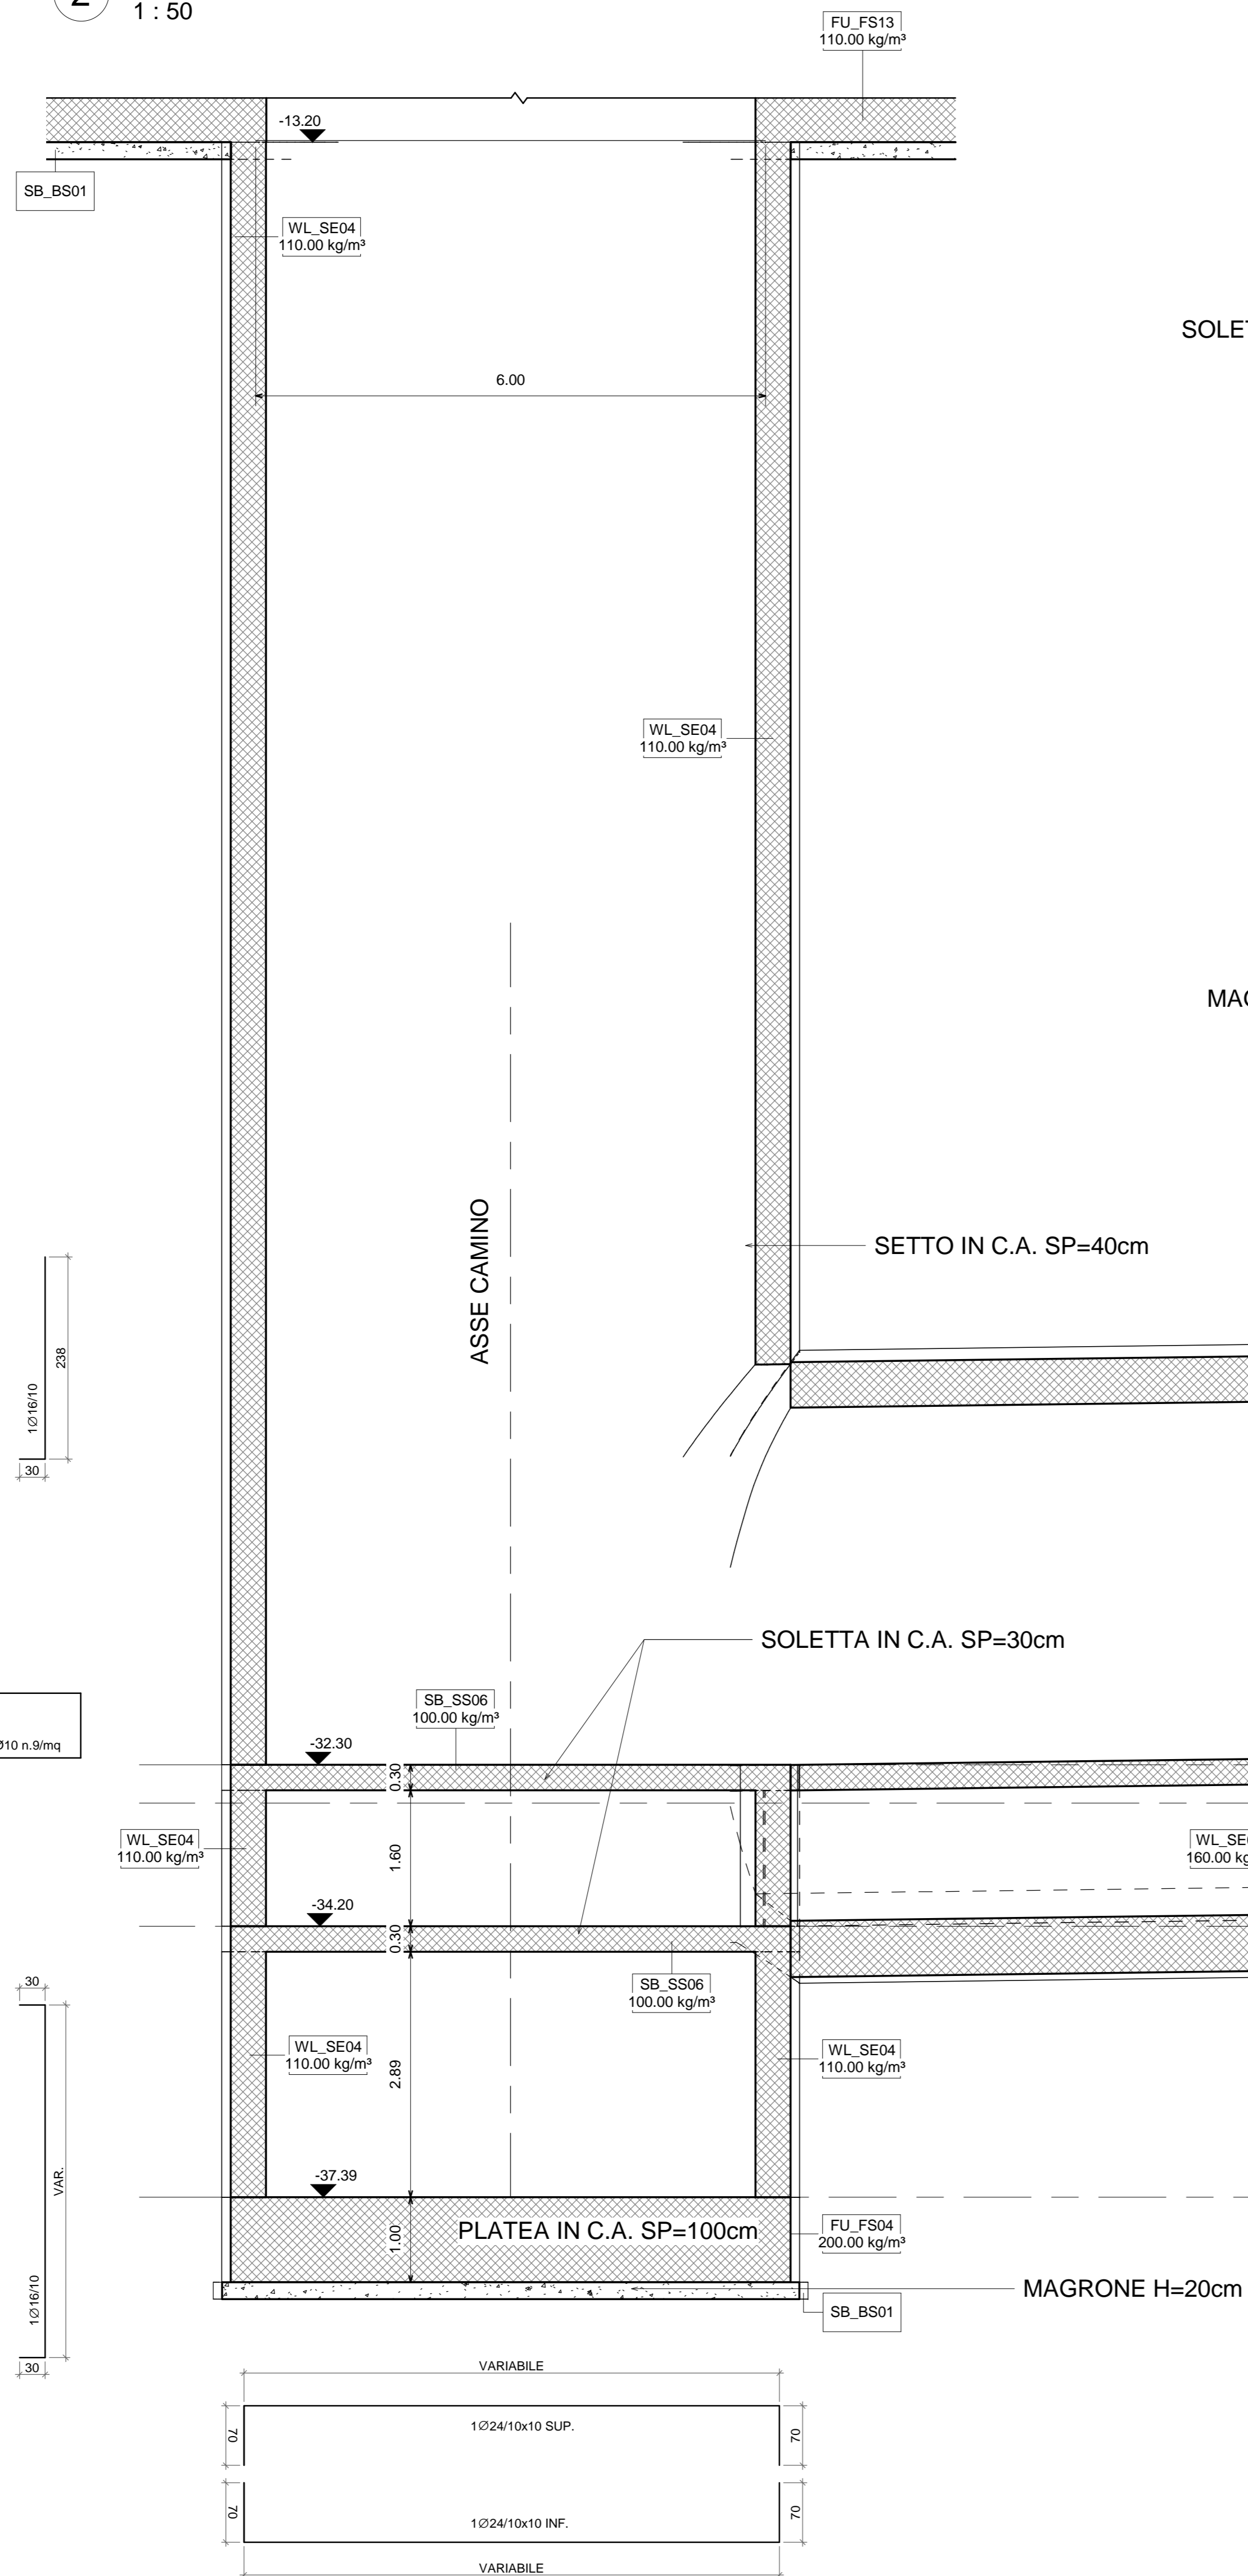 2
1 : 50
FU_FS13
110.00 kg/m³
-13.20
SB_BS01
WL_SE04
110.00 kg/m³
6.00
WL_SE04
110.00 kg/m³
ASSE CAMINO
SETTO IN C.A. SP=40cm
238
1Ø16/10
30
SOLETTA IN C.A. SP=30cm
SB_SS06
100.00 kg/m³
Ø10 n.9/mq
-32.30
0.30
WL_SE04
110.00 kg/m³
1.60
160.00
-34.20
0.30
SB_SS06
100.00 kg/m³
30
WL_SE04
110.00 kg/m³
2.89
WL_SE04
110.00 kg/m³
VAR.
1Ø16/10
30
-37.39
1.00
PLATEA IN C.A. SP=100cm
FU_FS04
200.00 kg/m³
MAGRONE H=20cm
SB_BS01
VARIABILE
70
1Ø24/10x10 SUP.
70
70
1Ø24/10x10 INF.
70
VARIABILE